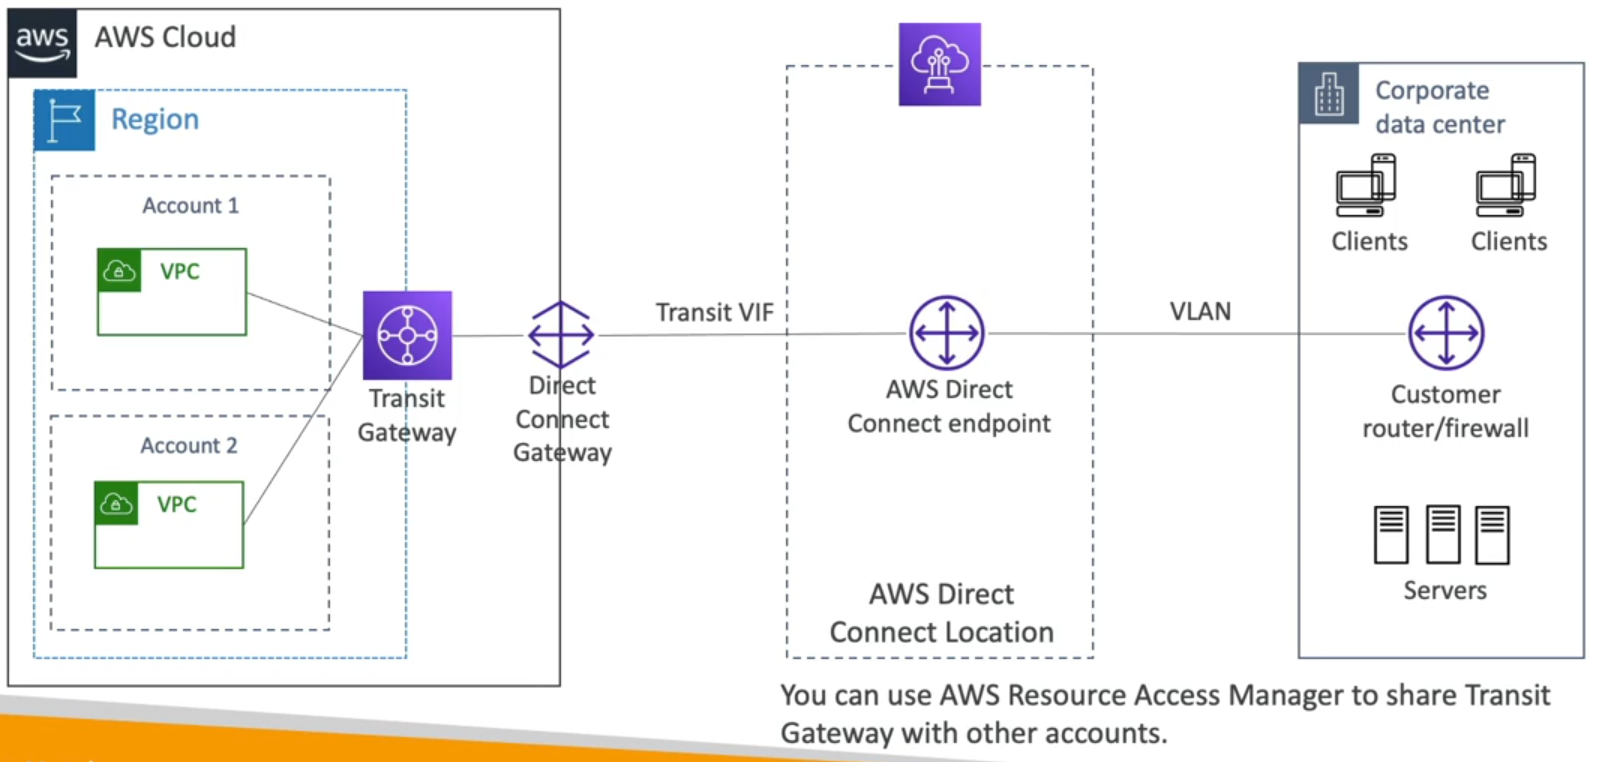 aws
AWS Cloud
Region
Account 1
VPC
Account 2
VPC
Transit
Gateway
Direct
Connect
Gateway
Transit VIF
AWS Direct
Connect endpoint
AWS Direct
Connect Location
VLAN
Corporate
data center
Clients
Clients
Customer
router/firewall
Servers
You can use AWS Resource Access Manager to share Transit
Gateway with other accounts.